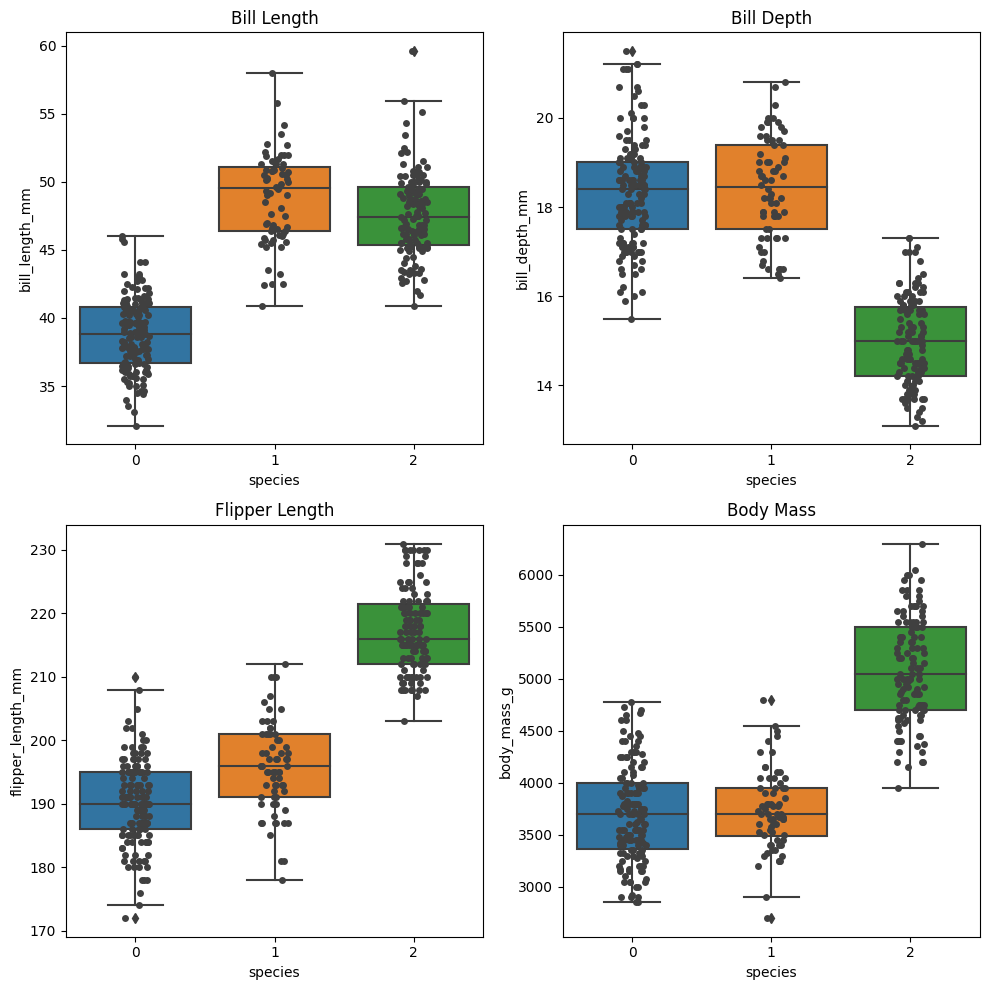 Bill Length
60
55
50
45
40
35
bill_length_mm
0 1 2
species
Bill Depth
20
18
16
14
bill_depth_mm
0 1 2
species
Flipper Length
230
220
210
200
190
180
170
flipper_length_mm
0 1 2
species
Body Mass
6000
5500
5000
4500
4000
3500
3000
body_mass_g
0 1 2
species